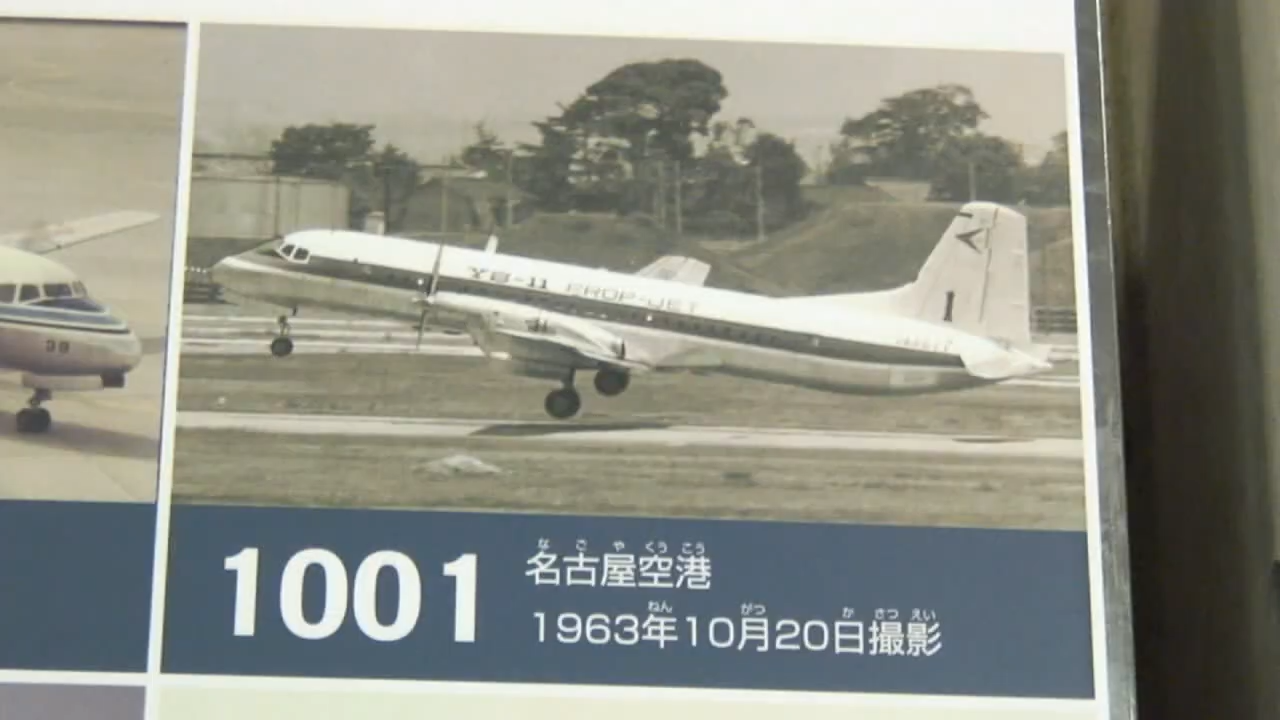 38
YS-11 PROP-JET
1
1001
なごやくうこう
名古屋空港
ねん がつ か さつえい
1963年10月20日撮影